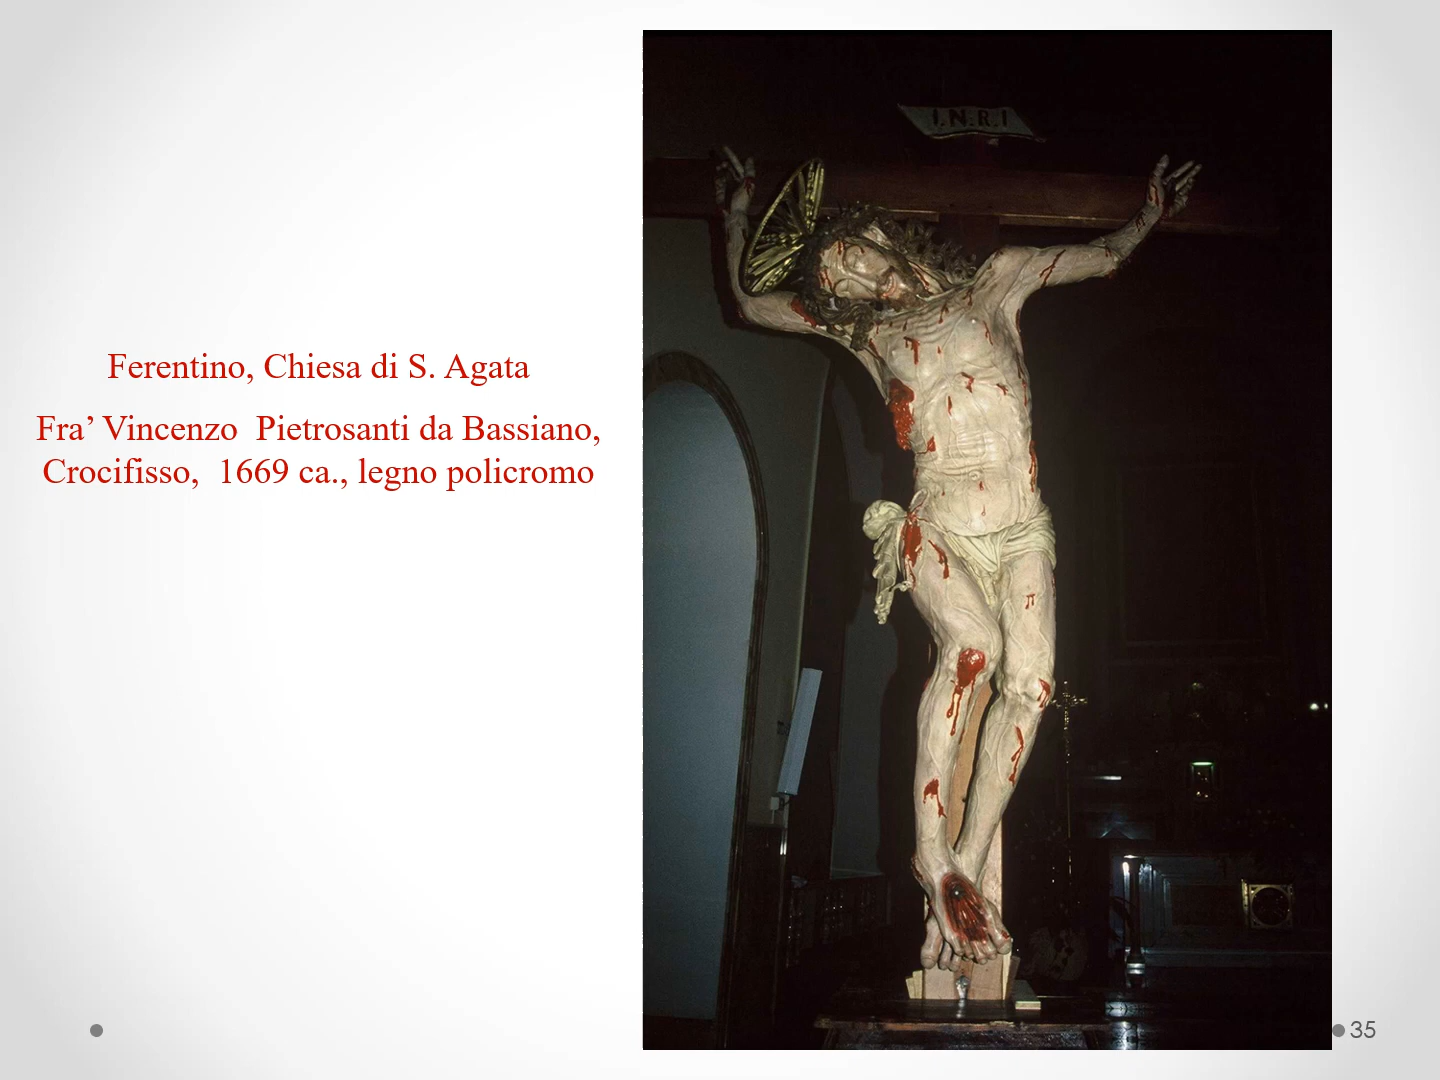 I.N.R.I
Ferentino, Chiesa di S. Agata
Fra’ Vincenzo  Pietrosanti da Bassiano,
Crocifisso,  1669 ca., legno policromo
35